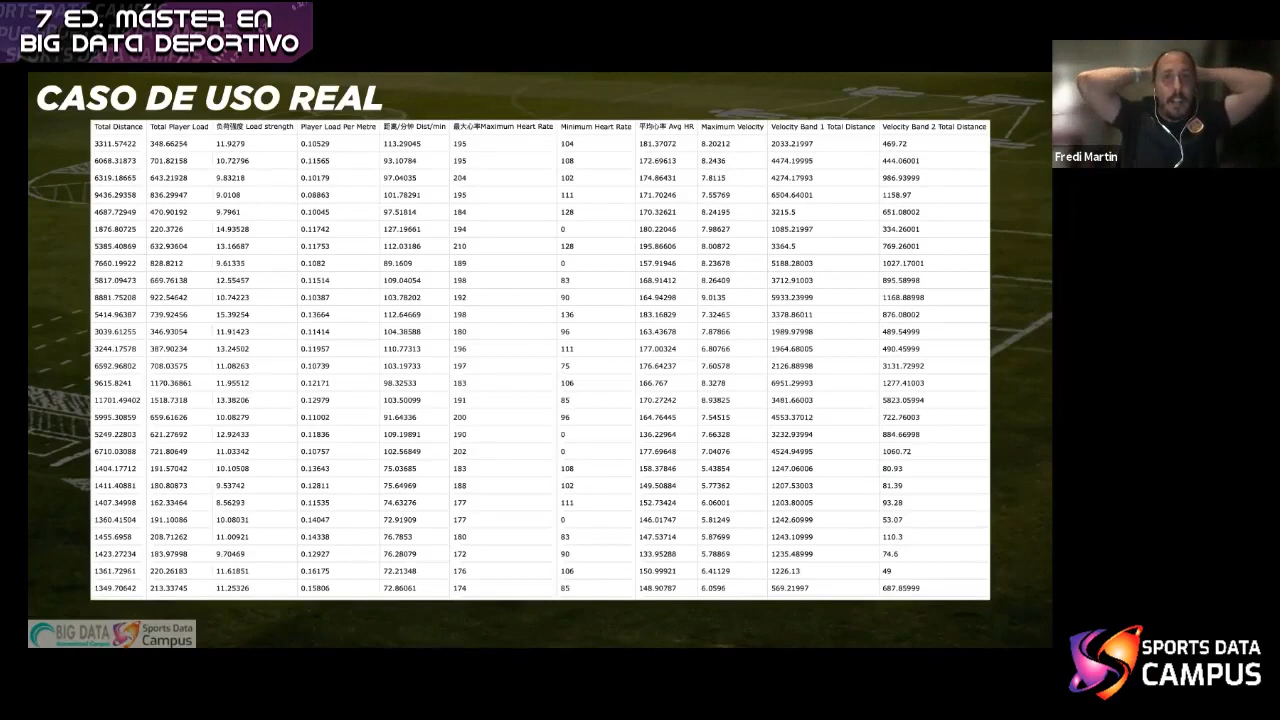 7 ED. MÁSTER EN
BIG DATA DEPORTIVO
CASO DE USO REAL
Total Distance Total Player Load 负荷强度 Load strength Player Load Per Metre 距离/分钟 Dist/min 最大心率Maximum Heart Rate Minimum Heart Rate 平均心率 Avg HR Maximum Velocity Velocity Band 1 Total Distance Velocity Band 2 Total Distance
3311.57422 348.66254 11.9279 0.10529 113.29045 195 104 181.37072 8.20212 2033.21997 469.72
6068.31873 701.82158 10.72796 0.11565 93.10784 195 108 172.69613 8.2436 4474.19995 444.06001
6319.18665 643.21928 9.83218 0.10179 97.04035 204 102 174.86431 7.8115 4274.17993 986.93999
9436.29358 836.29947 9.0108 0.08863 101.78291 195 111 171.70246 7.55769 6504.64001 1158.97
4687.72949 470.90192 9.7961 0.10045 97.51814 184 128 170.32621 8.24195 3215.5 651.08002
1876.80725 220.3726 14.93528 0.11742 127.19661 194 0 180.22046 7.98627 1085.21997 334.26001
5385.40869 632.93604 13.16687 0.11753 112.03186 210 128 195.86606 8.00872 3364.5 769.26001
7660.19922 828.8212 9.61335 0.1082 89.1609 189 0 157.91946 8.23678 5188.28003 1027.17001
5817.09473 669.76138 12.55457 0.11514 109.04054 198 83 168.91412 8.26409 3712.91003 895.58998
8881.75208 922.54642 10.74223 0.10387 103.78202 192 90 164.94298 9.0135 5933.23999 1168.88998
5414.96387 739.92456 15.39254 0.13664 112.64669 198 136 183.16829 7.32465 3378.86011 876.08002
3039.61255 346.93054 11.91423 0.11414 104.38588 180 96 163.43678 7.87866 1989.97998 489.54999
3244.17578 387.90234 13.24502 0.11957 110.77313 196 111 177.00324 6.80766 1964.68005 490.45999
6592.96802 708.03575 11.08263 0.10739 103.19733 197 75 176.64237 7.60578 2126.88998 3131.72992
9615.8241 1170.36861 11.95512 0.12171 98.32533 183 106 166.767 8.3278 6951.29993 1277.41003
11701.49402 1518.7318 13.38206 0.12979 103.50099 191 85 170.27242 8.93825 3481.66003 5823.05994
5995.30859 659.61626 10.08279 0.11002 91.64336 200 96 164.76445 7.54515 4553.37012 722.76003
5249.22803 621.27692 12.92433 0.11836 109.19891 190 0 136.22964 7.66328 3232.93994 884.66998
6710.03088 721.80649 11.03342 0.10757 102.56849 202 0 177.69648 7.04076 4524.94995 1060.72
1404.17712 191.57042 10.10508 0.13643 75.03685 183 108 158.37846 5.43854 1247.06006 80.93
1411.40881 180.80873 9.53742 0.12811 75.64969 188 102 149.50884 5.77362 1207.53003 81.39
1407.34998 162.33464 8.56293 0.11535 74.63276 177 111 152.73424 6.06001 1203.80005 93.28
1360.41504 191.10086 10.08031 0.14047 72.91909 177 0 146.01747 5.81249 1242.60999 53.07
1455.6958 208.71262 11.00921 0.14338 76.7853 180 83 147.53714 5.87699 1243.10999 110.3
1423.27234 183.97998 9.70469 0.12927 76.28079 172 90 133.95288 5.78869 1235.48999 74.6
1361.72961 220.26183 11.61851 0.16175 72.21348 176 106 150.99921 6.41129 1226.13 49
1349.70642 213.33745 11.25326 0.15806 72.86061 174 85 148.90787 6.0596 569.21997 687.85999
Fredi Martin
BIG DATA
Sports Data
Campus
SPORTS DATA
CAMPUS